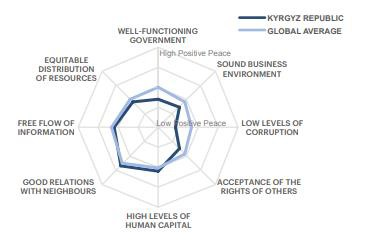 KYRGYZ REPUBLIC
GLOBAL AVERAGE
WELL-FUNCTIONING
GOVERNMENT
High Positive Peace
SOUND BUSINESS
ENVIRONMENT
EQUITABLE
DISTRIBUTION
OF RESOURCES
Low Positive Peace
LOW LEVELS OF
CORRUPTION
FREE FLOW OF
INFORMATION
ACCEPTANCE OF THE
RIGHTS OF OTHERS
GOOD RELATIONS
WITH NEIGHBOURS
HIGH LEVELS OF
HUMAN CAPITAL